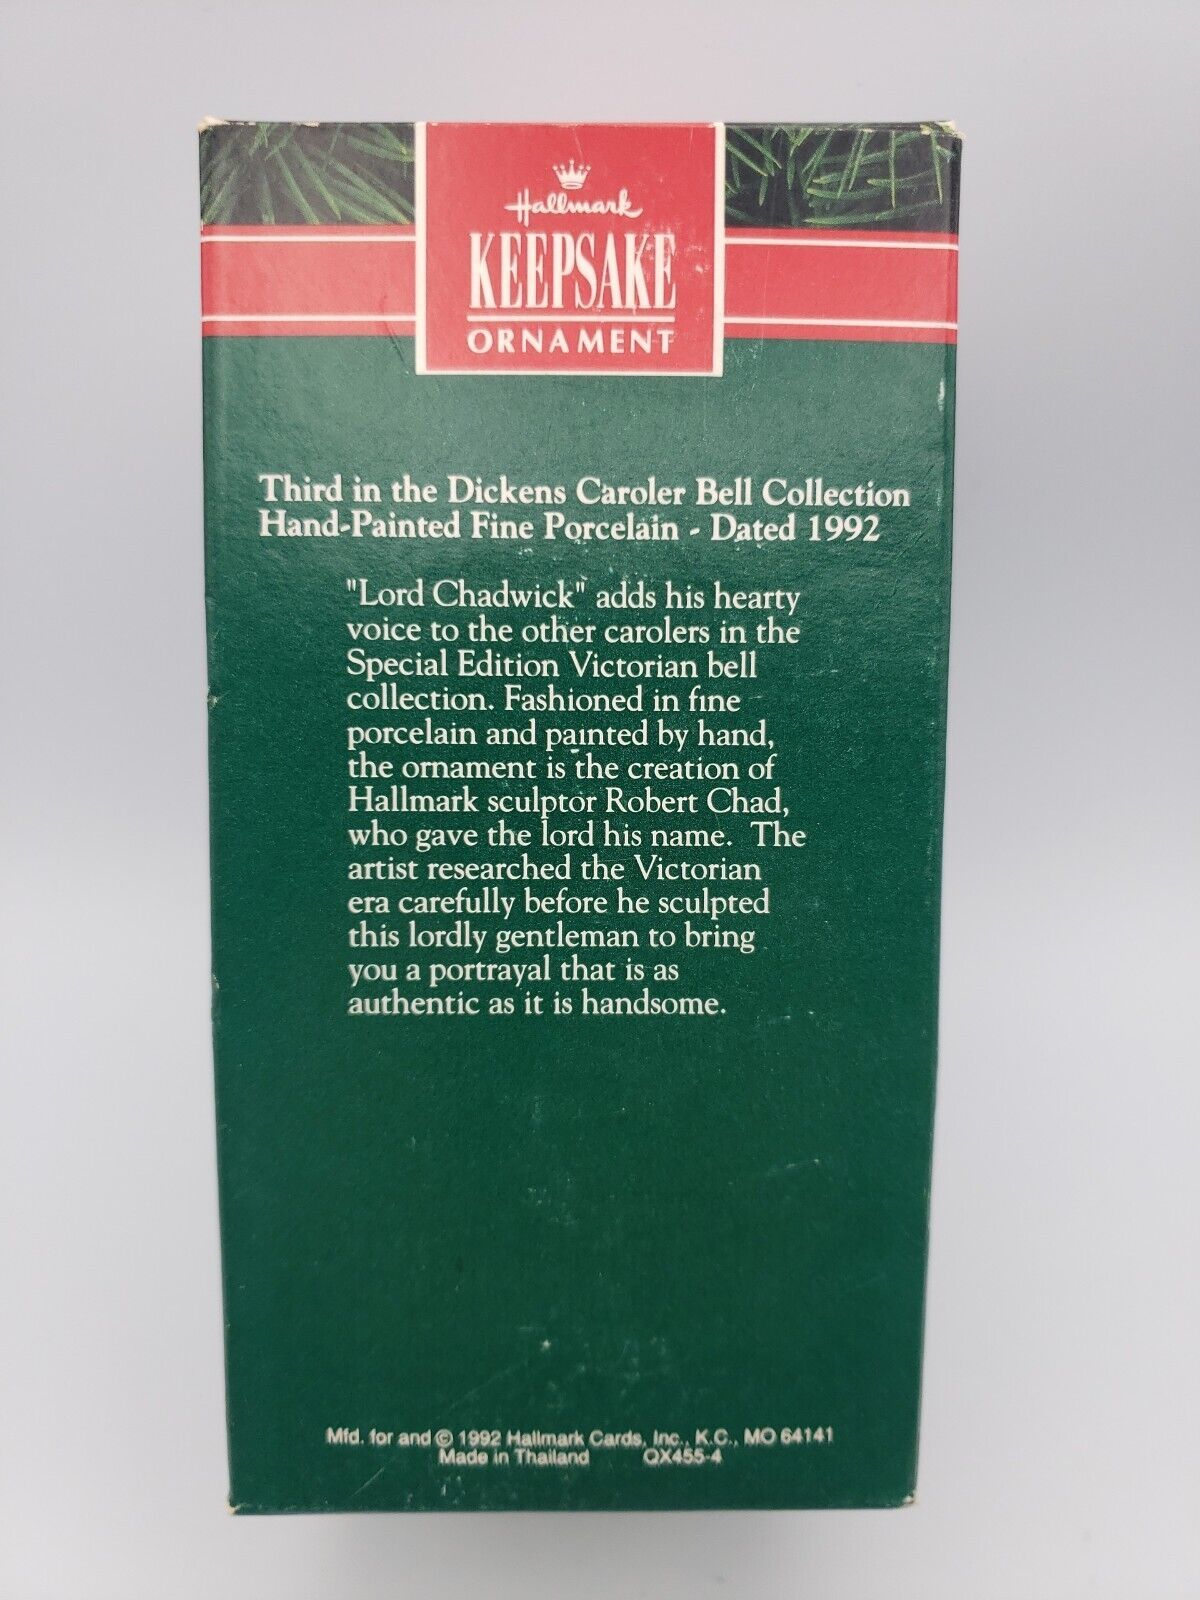 Hallmark
KEEPSAKE
ORNAMENT
Third in the Dickens Caroler Bell Collection
Hand-Painted Fine Porcelain - Dated 1992
"Lord Chadwick" adds his hearty
voice to the other carolers in the
Special Edition Victorian bell
collection. Fashioned in fine
porcelain and painted by hand,
the ornament is the creation of
Hallmark sculptor Robert Chad,
who gave the lord his name. The
artist researched the Victorian
era carefully before he sculpted
this lordly gentleman to bring
you a portrayal that is as
authentic as it is handsome.
Mfd. for and © 1992 Hallmark Cards, Inc., K.C., MO 64141
Made in Thailand QX455-4